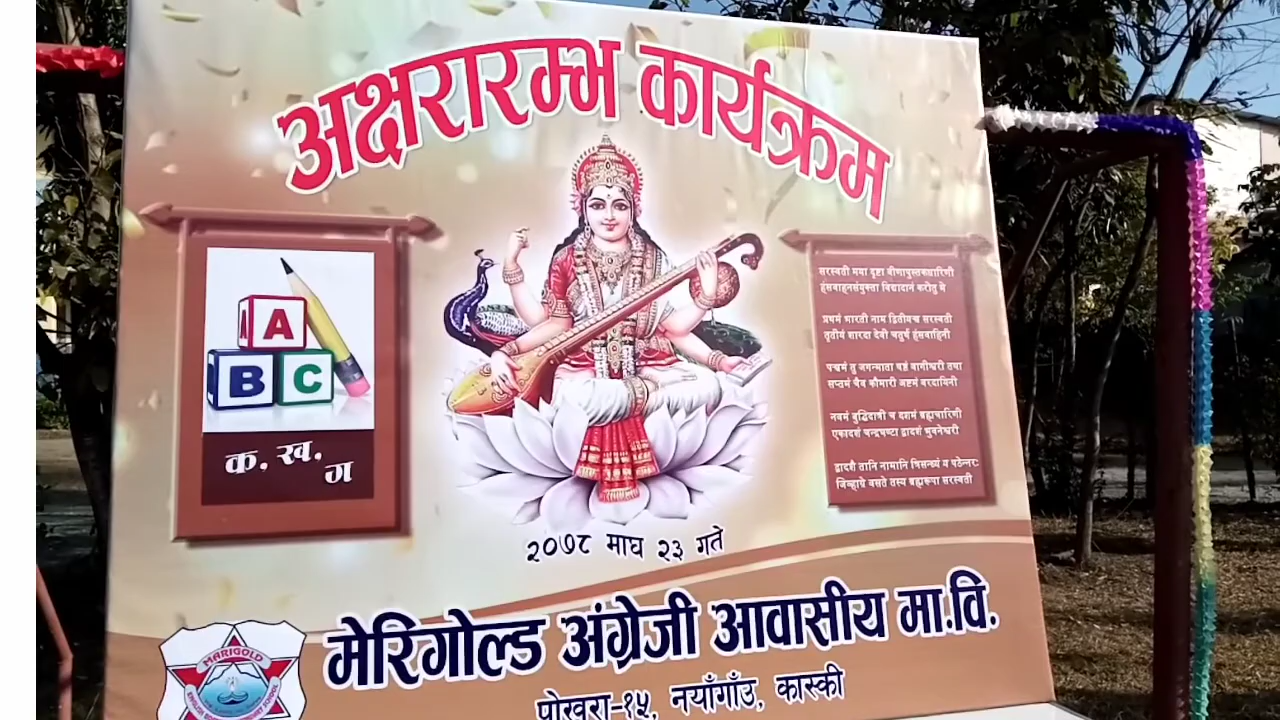 अक्षरारम्भ कार्यक्रम
A
A
B
C
क. ख.
ग
सरस्वती मया दृष्टा वीणापुस्तकधारिणी
हंसवाहनसंयुक्ता विद्यादानं करोतु मे
प्रथमं भारती नाम द्वितीयञ्च सरस्वती
तृतीयं शारदा देवी चतुर्थं हंसवाहिनी
पञ्चमं तु जगन्माता षष्ठं वागीश्वरी तथा
सप्तमं चैव कौमारी अष्टमं वरदायिनी
नवमं बुद्धिदात्री च दशमं ब्रह्मचारिणी
एकादशं चन्द्रघण्टा द्वादशं भुवनेश्वरी
द्वादशै तानि नामानि त्रिसन्ध्यं य पठेन्नरः
जिव्हाग्रे वसते तस्य ब्रह्मरूपा सरस्वती
२०७८ माघ २३ गते
मेरिगोल्ड अंग्रेजी आवासीय मा.वि.
MARIGOLD
पोखरा-१५, नयाँगाँउ, कास्की